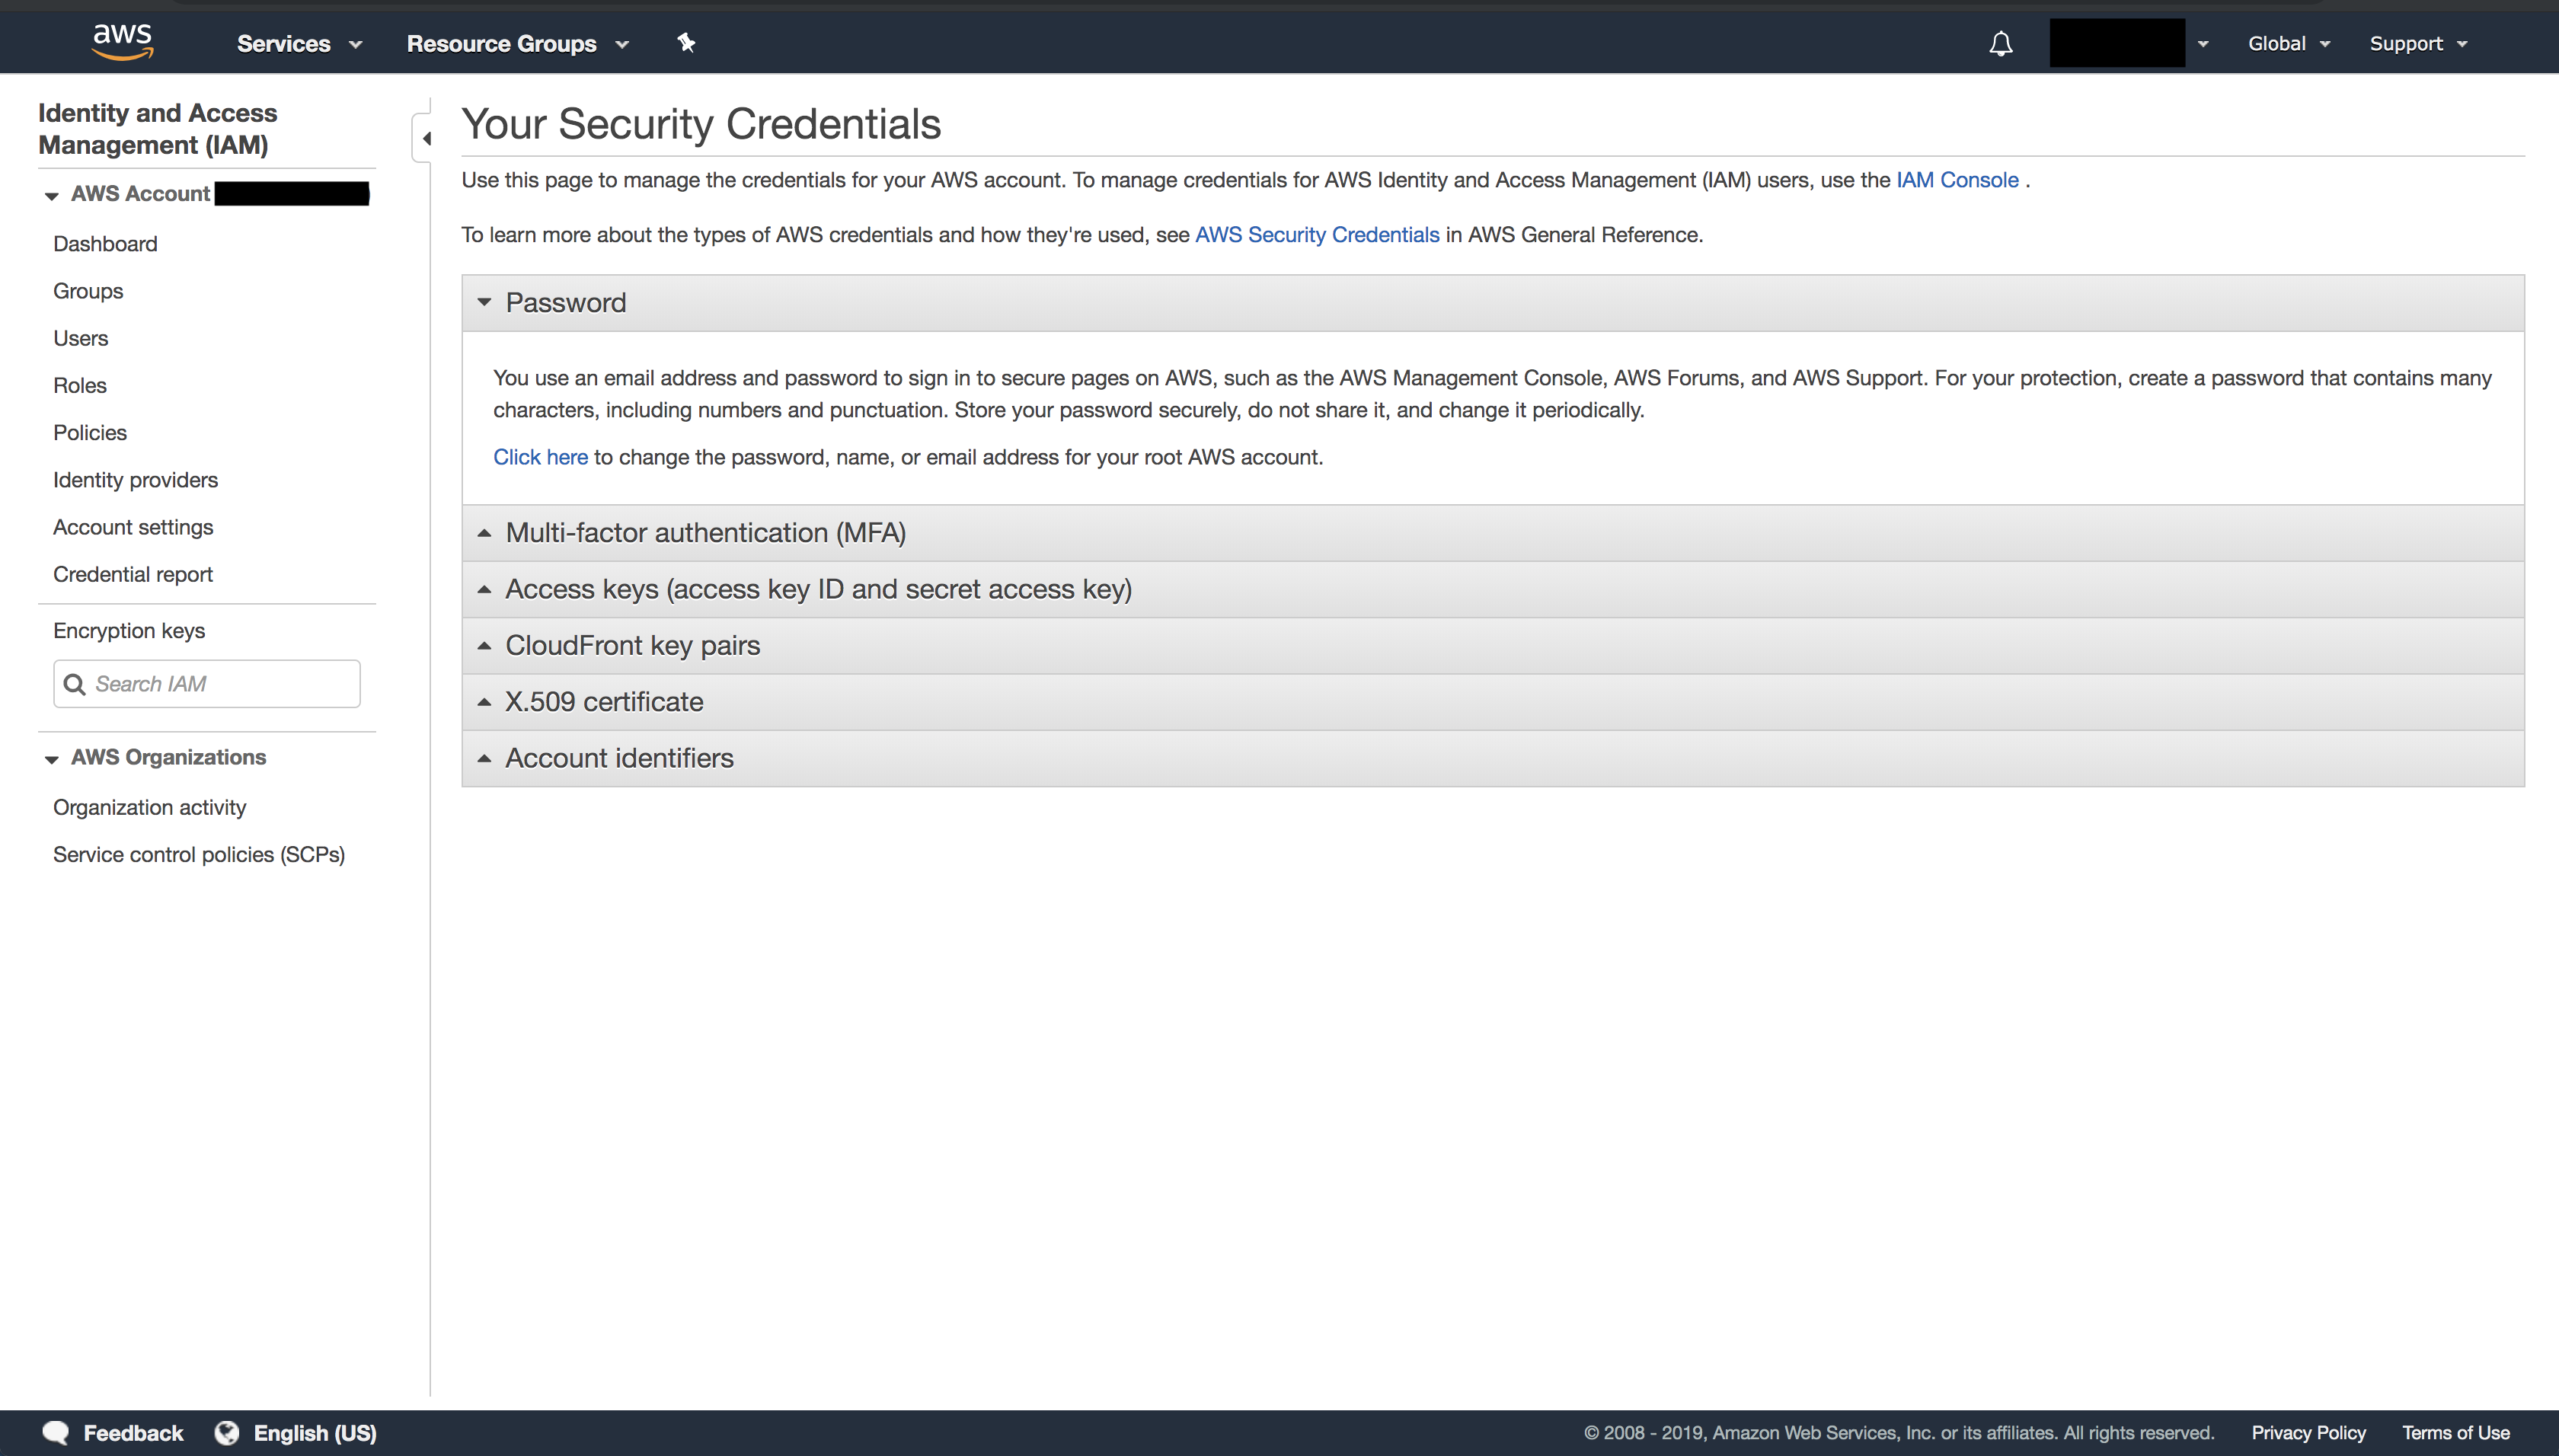 aws
Services
Resource Groups
Global
Support
Identity and Access
Management (IAM)
AWS Account
Dashboard
Groups
Users
Roles
Policies
Identity providers
Account settings
Credential report
Encryption keys
Search IAM
AWS Organizations
Organization activity
Service control policies (SCPs)
Your Security Credentials
Use this page to manage the credentials for your AWS account. To manage credentials for AWS Identity and Access Management (IAM) users, use the IAM Console .
To learn more about the types of AWS credentials and how they're used, see AWS Security Credentials in AWS General Reference.
Password
You use an email address and password to sign in to secure pages on AWS, such as the AWS Management Console, AWS Forums, and AWS Support. For your protection, create a password that contains many
characters, including numbers and punctuation. Store your password securely, do not share it, and change it periodically.
Click here to change the password, name, or email address for your root AWS account.
Multi-factor authentication (MFA)
Access keys (access key ID and secret access key)
CloudFront key pairs
X.509 certificate
Account identifiers
Feedback
English (US)
© 2008 - 2019, Amazon Web Services, Inc. or its affiliates. All rights reserved.
Privacy Policy
Terms of Use